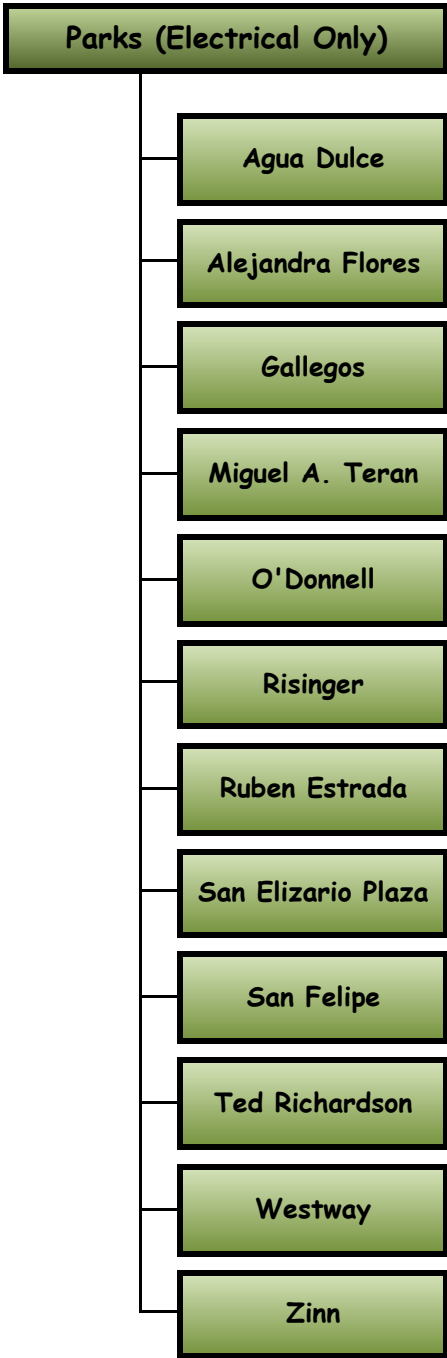 Parks (Electrical Only)
Agua Dulce
Alejandra Flores
Gallegos
Miguel A. Teran
O'Donnell
Risinger
Ruben Estrada
San Elizario Plaza
San Felipe
Ted Richardson
Westway
Zinn